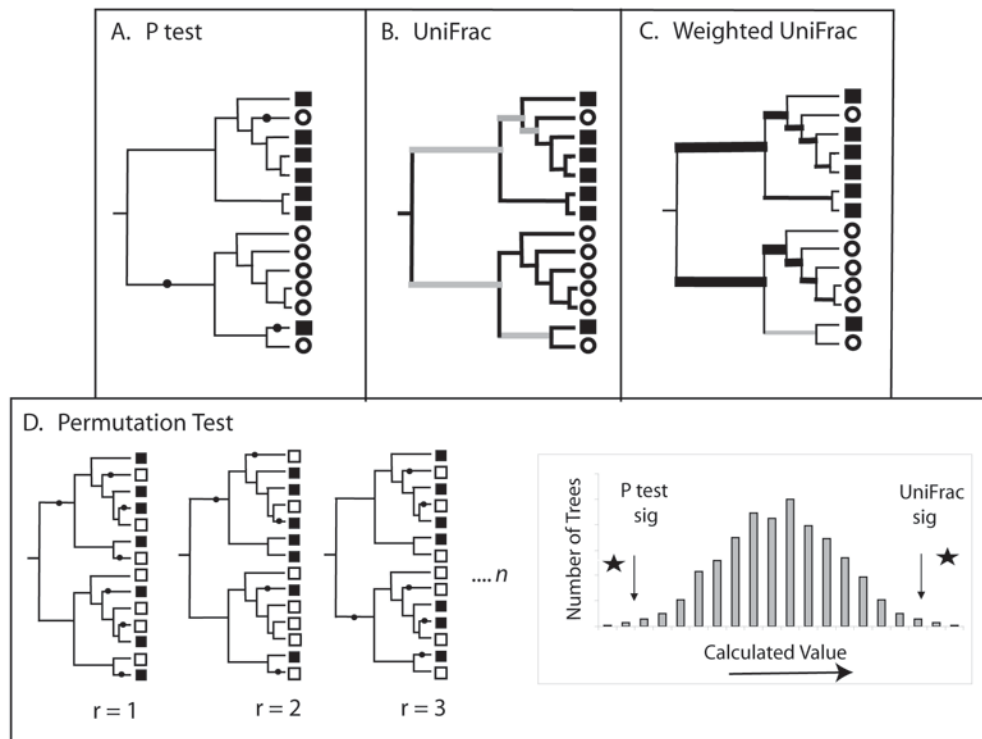 A. P test
B. UniFrac
C. Weighted UniFrac
D. Permutation Test
r = 1
r = 2
r = 3
.... n
Number of Trees
P test
sig
UniFrac
sig
Calculated Value